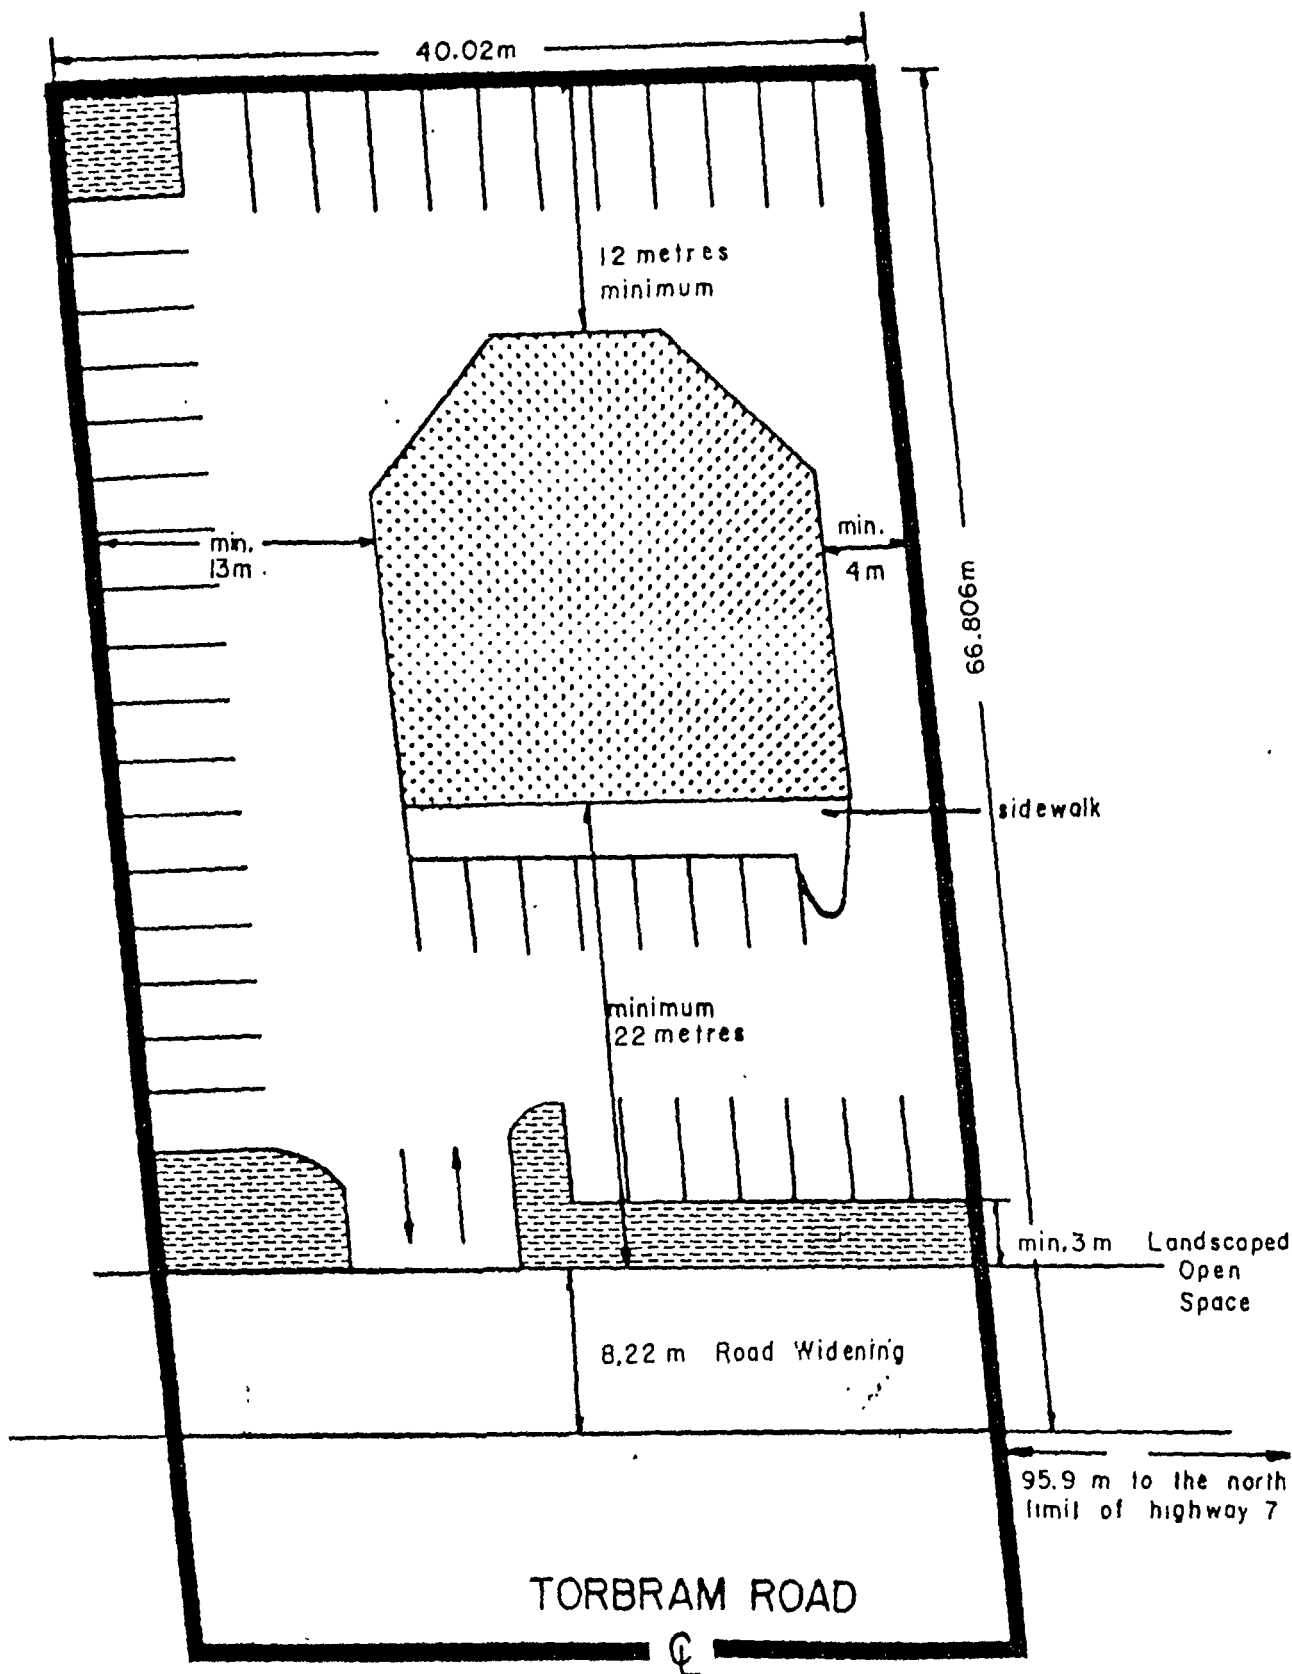 40.02m
12 metres
minimum
min.
13m
min.
4m
66.806m
sidewalk
minimum
22 metres
min.3m Landscaped
Open
Space
8.22 m Road Widening
95.9 m to the north
limit of highway 7
TORBRAM ROAD
℄